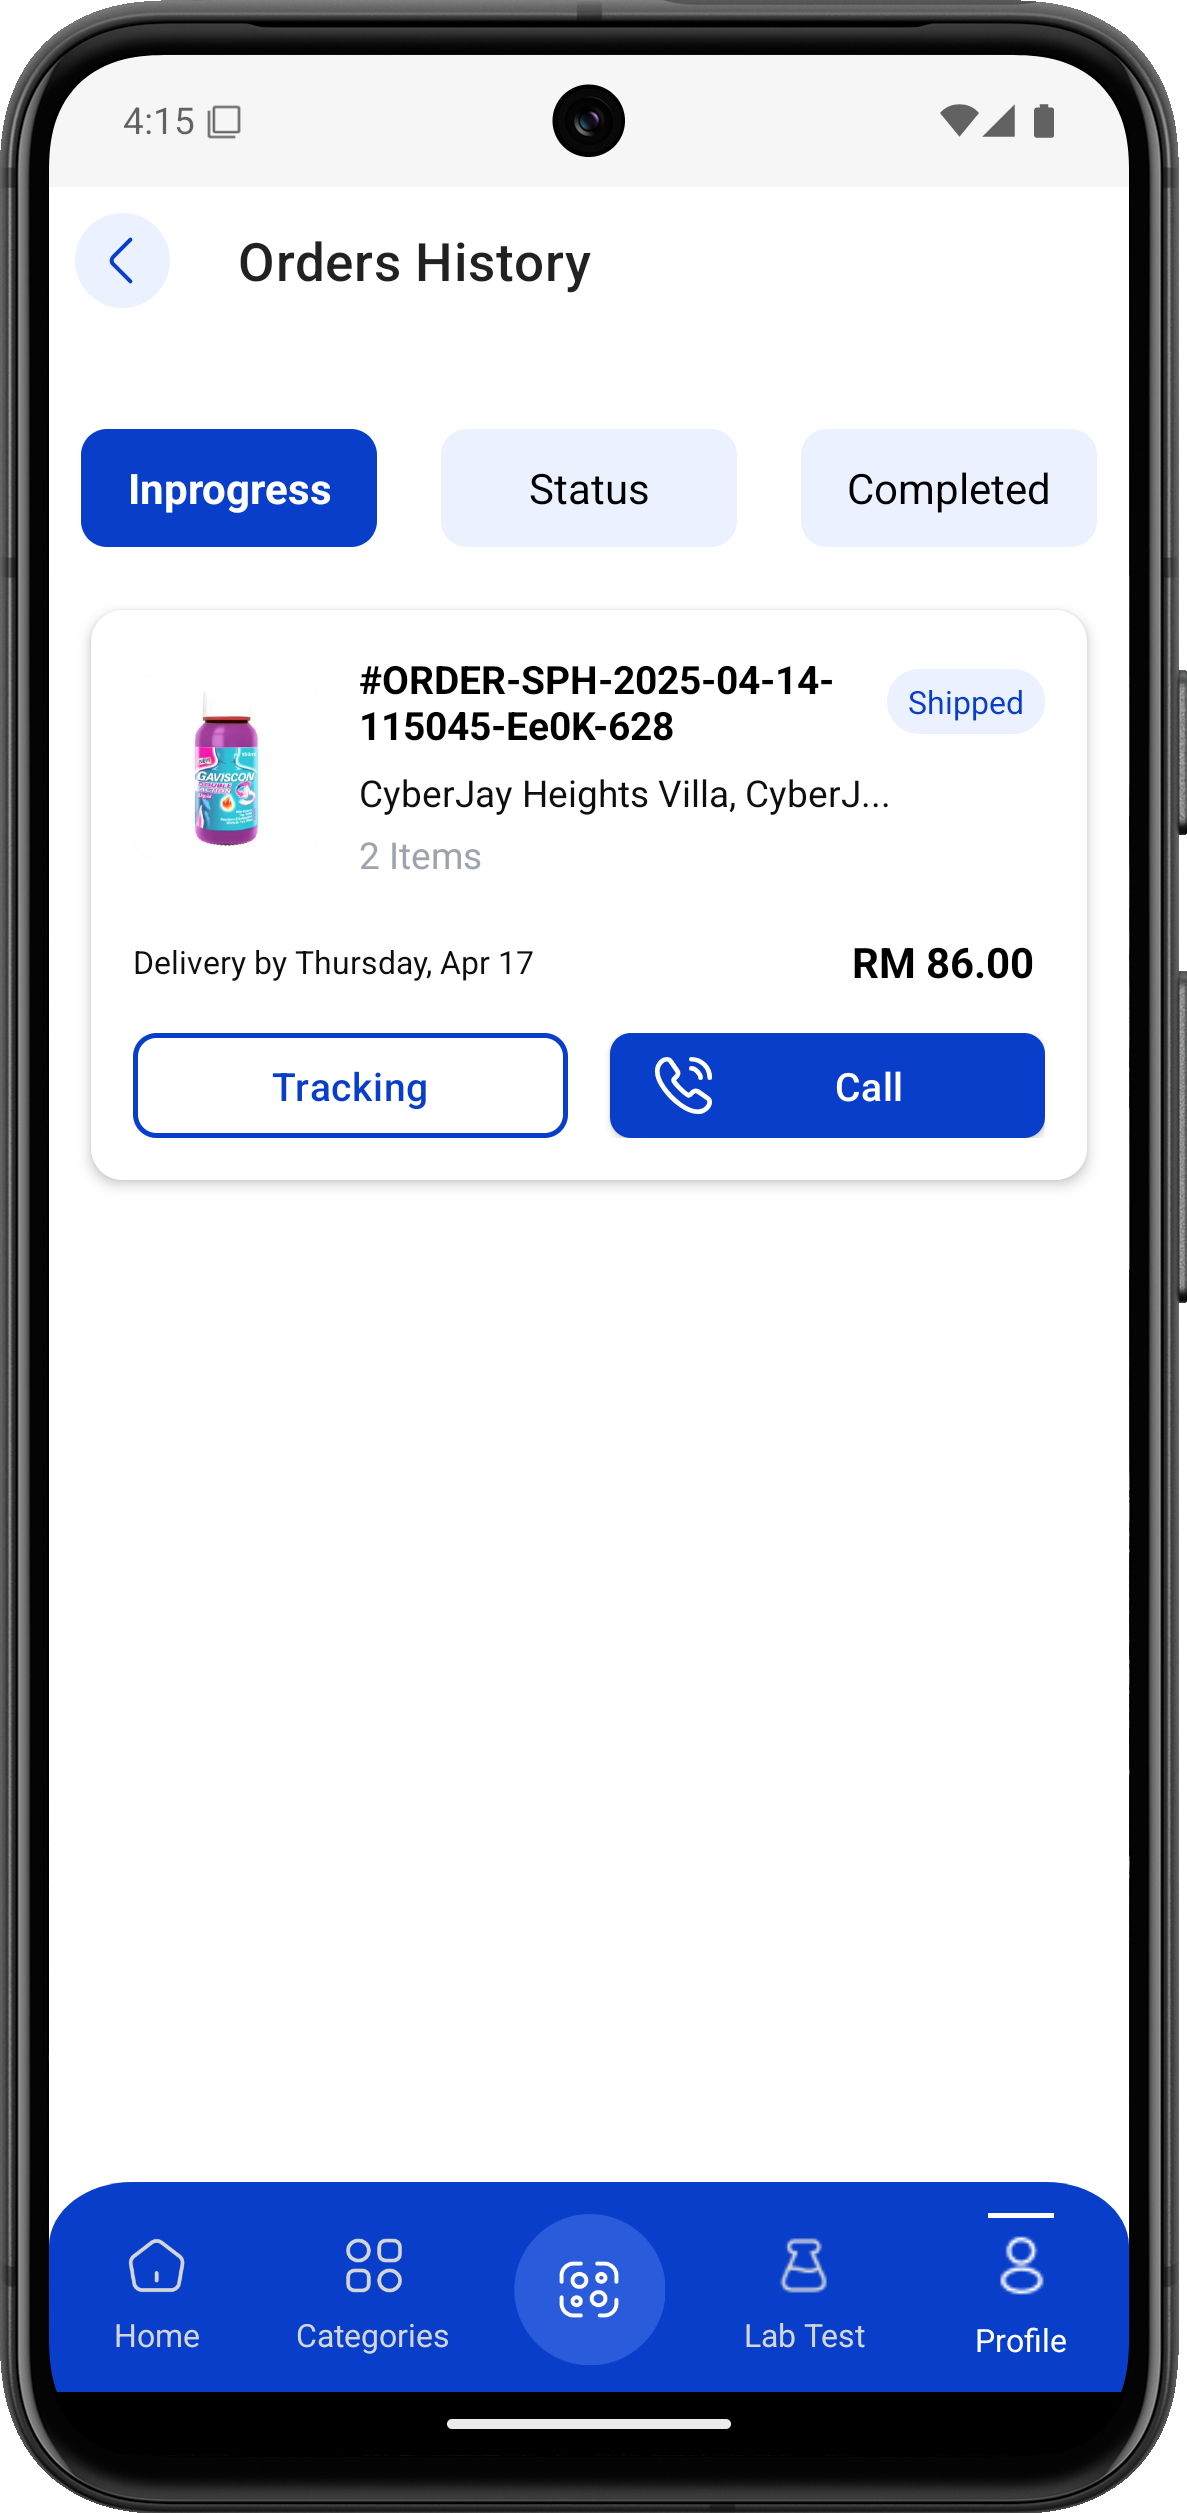 4:15
Orders History
Inprogress
Status
Completed
#ORDER-SPH-2025-04-14-
115045-Ee0K-628
Shipped
CyberJay Heights Villa, CyberJ...
2 Items
GAVISCON
Delivery by Thursday, Apr 17
RM 86.00
Tracking
Call
Home
Categories
Lab Test
Profile